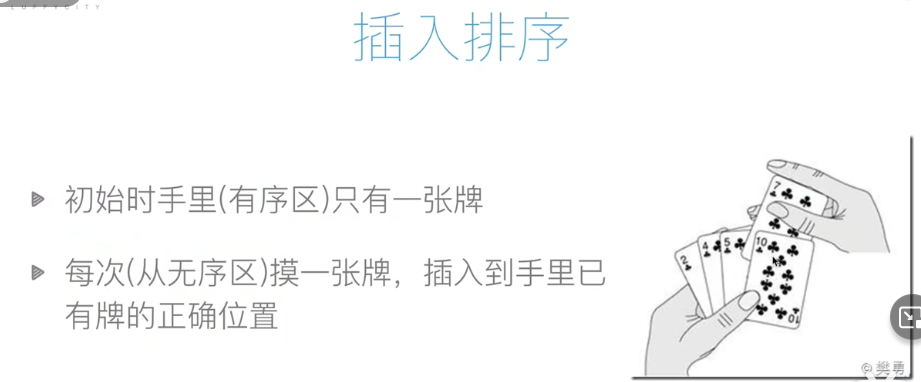 LUFFYCITY
插入排序
初始时手里(有序区)只有一张牌
每次(从无序区)摸一张牌，插入到手里已
有牌的正确位置
2
4
5
7
10
10
@樊勇